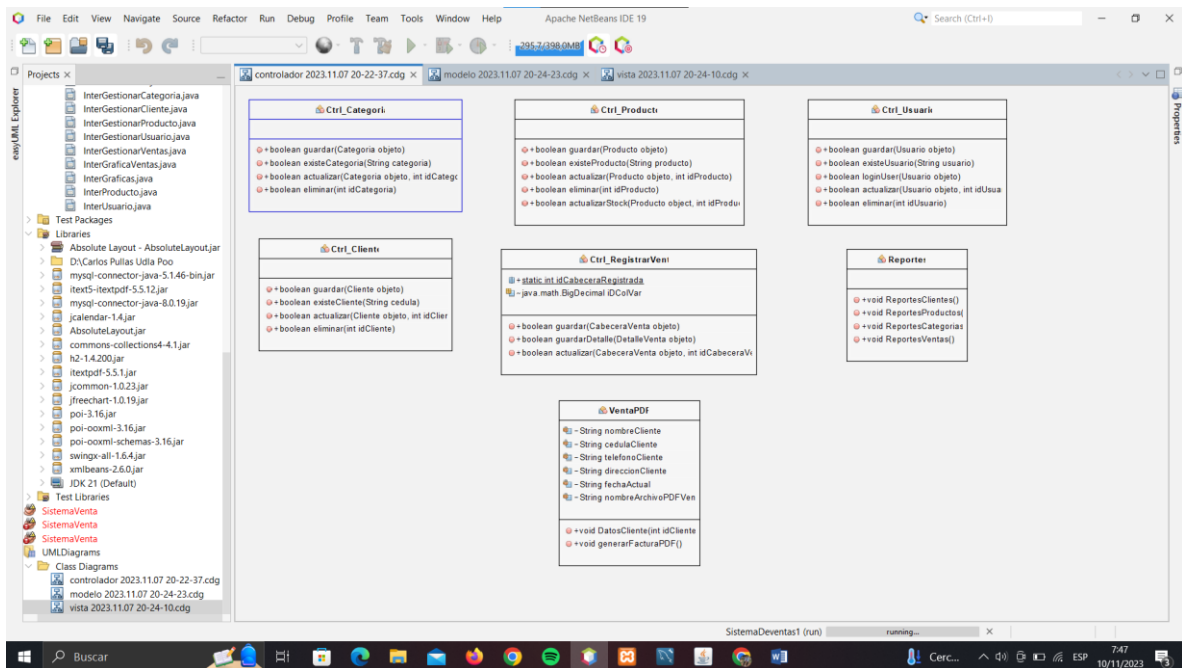 File Edit View Navigate Source Refactor Run Debug Profile Team Tools Window Help Apache NetBeans IDE 19 Search (Ctrl+I)
295,7/398,0MB
Projects
controlador 2023.11.07 20-22-37.cdg
modelo 2023.11.07 20-24-23.cdg
vista 2023.11.07 20-24-10.cdg
easyUML Explorer
Properties
InterGestionarCategoria.java
InterGestionarCliente.java
InterGestionarProducto.java
InterGestionarUsuario.java
InterGestionarVentas.java
InterGraficaVentas.java
InterGraficas.java
InterProducto.java
InterUsuario.java
Test Packages
Libraries
Absolute Layout - AbsoluteLayout.jar
D:\Carlos Pullas Udla Poo
mysql-connector-java-5.1.46-bin.jar
itext5-itextpdf-5.5.12.jar
mysql-connector-java-8.0.19.jar
jcalendar-1.4.jar
AbsoluteLayout.jar
commons-collections4-4.1.jar
h2-1.4.200.jar
itextpdf-5.5.1.jar
jcommon-1.0.23.jar
jfreechart-1.0.19.jar
poi-3.16.jar
poi-ooxml-3.16.jar
poi-ooxml-schemas-3.16.jar
swingx-all-1.6.4.jar
xmlbeans-2.6.0.jar
JDK 21 (Default)
Test Libraries
SistemaVenta
SistemaVenta
SistemaVenta
UMLDiagrams
Class Diagrams
controlador 2023.11.07 20-22-37.cdg
modelo 2023.11.07 20-24-23.cdg
vista 2023.11.07 20-24-10.cdg
Ctrl_Categori
+boolean guardar(Categoria objeto)
+boolean existeCategoria(String categoria)
+boolean actualizar(Categoria objeto, int idCatego
+boolean eliminar(int idCategoria)
Ctrl_Product
+boolean guardar(Producto objeto)
+boolean existeProducto(String producto)
+boolean actualizar(Producto objeto, int idProducto)
+boolean eliminar(int idProducto)
+boolean actualizarStock(Producto object, int idProdu
Ctrl_Usuari
+boolean guardar(Usuario objeto)
+boolean existeUsuario(String usuario)
+boolean loginUser(Usuario objeto)
+boolean actualizar(Usuario objeto, int idUsua
+boolean eliminar(int idUsuario)
Ctrl_Client
+boolean guardar(Cliente objeto)
+boolean existeCliente(String cedula)
+boolean actualizar(Cliente objeto, int idClier
+boolean eliminar(int idCliente)
Ctrl_RegistrarVent
+static int idCabeceraRegistrada
-java.math.BigDecimal iDColVar
+boolean guardar(CabeceraVenta objeto)
+boolean guardarDetalle(DetalleVenta objeto)
+boolean actualizar(CabeceraVenta objeto, int idCabeceraVe
Reporte
+void ReportesClientes()
+void ReportesProductos(
+void ReportesCategorias
+void ReportesVentas()
VentaPDF
-String nombreCliente
-String cedulaCliente
-String telefonoCliente
-String direccionCliente
-String fechaActual
-String nombreArchivoPDFVen
+void DatosCliente(int idCliente
+void generarFacturaPDF()
SistemaDeventas1 (run) running...
Buscar
Cerc...
ESP
7:47
10/11/2023
3